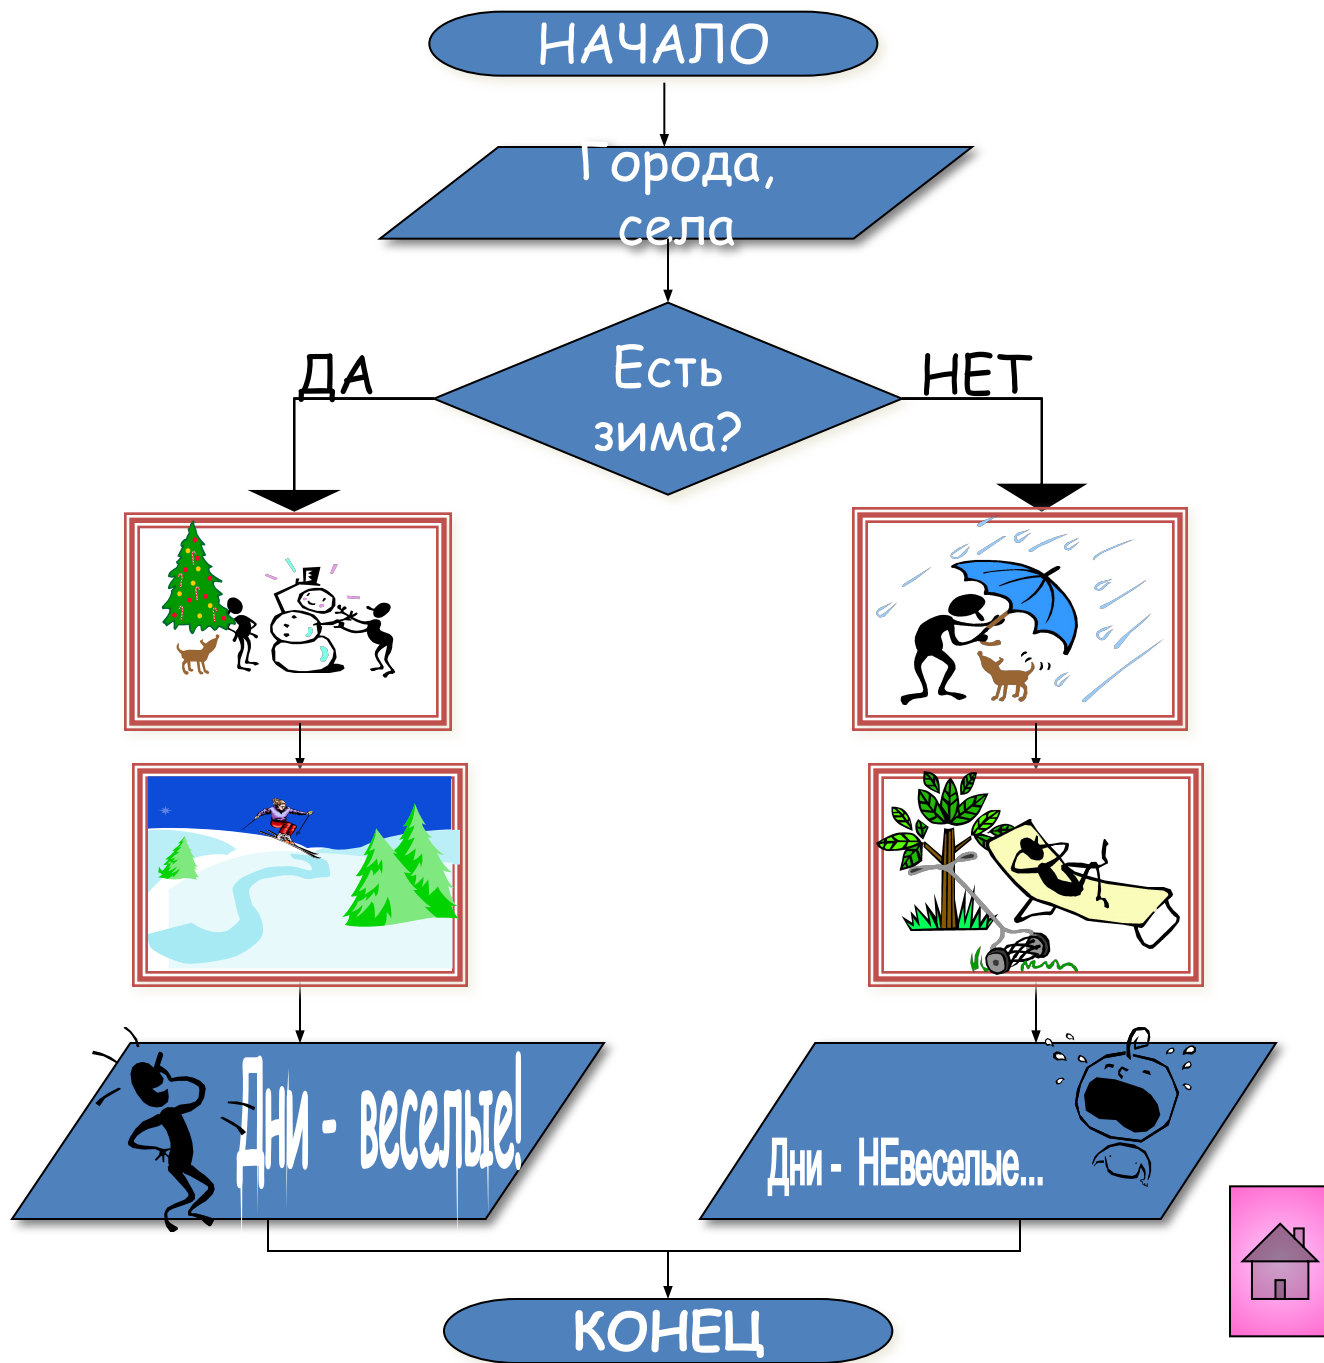 НАЧАЛО
Города,
села
Есть
зима?
ДА
НЕТ
Дни - веселые!
Дни - НЕвеселые...
КОНЕЦ